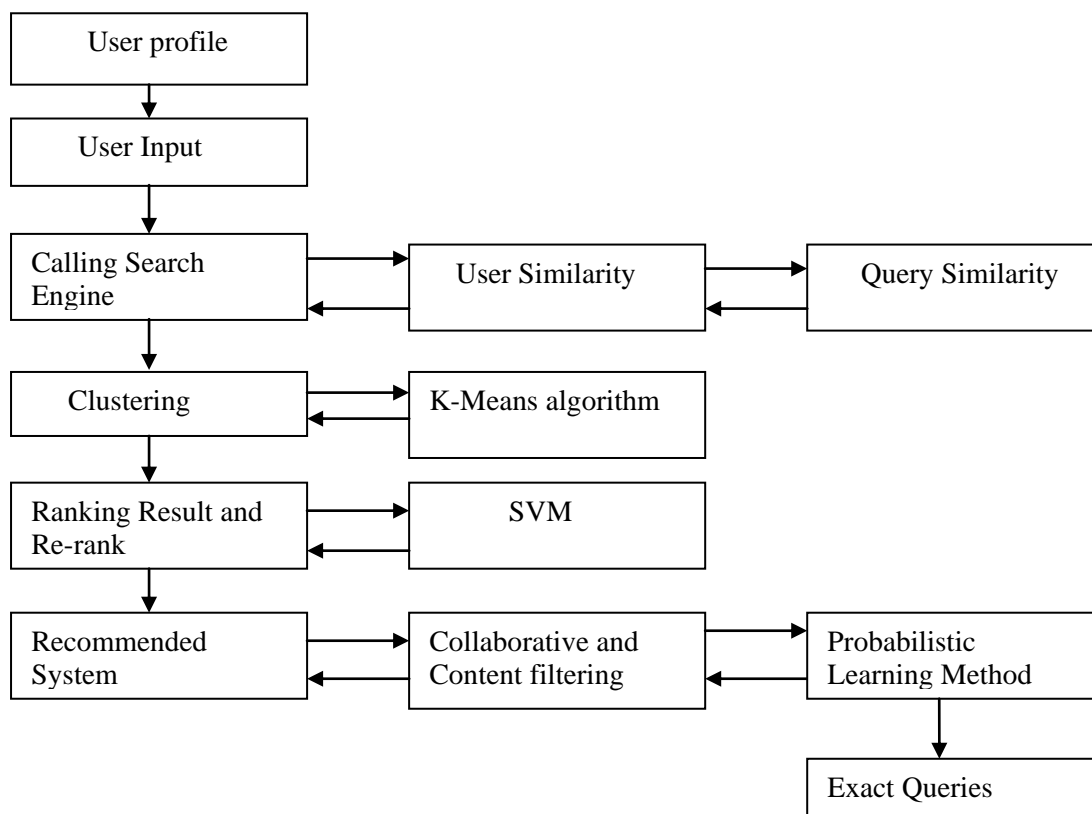 User profile
User Input
Calling Search
Engine
User Similarity
Query Similarity
Clustering
K-Means algorithm
Ranking Result and
Re-rank
SVM
Recommended
System
Collaborative and
Content filtering
Probabilistic
Learning Method
Exact Queries